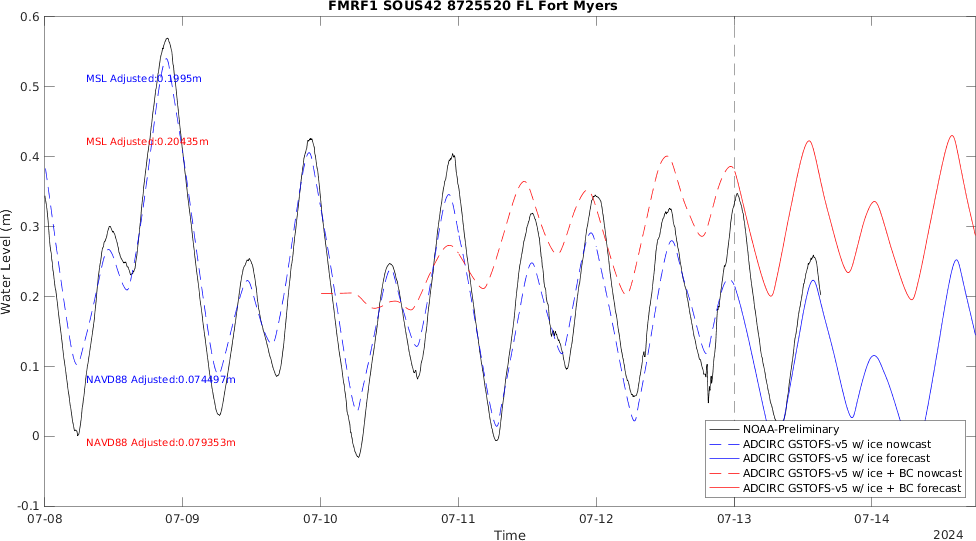 FMRF1 SOUS42 8725520 FL Fort Myers
0.6
0.5
0.4
0.3
0.2
0.1
0
-0.1
Water Level (m)
MSL Adjusted:0.1995m
MSL Adjusted:0.20435m
NAVD88 Adjusted:0.074497m
NAVD88 Adjusted:0.079353m
NOAA-Preliminary
ADCIRC GSTOFS-v5 w/ ice nowcast
ADCIRC GSTOFS-v5 w/ ice forecast
ADCIRC GSTOFS-v5 w/ ice + BC nowcast
ADCIRC GSTOFS-v5 w/ ice + BC forecast
07-08 07-09 07-10 07-11 07-12 07-13 07-14
Time
2024